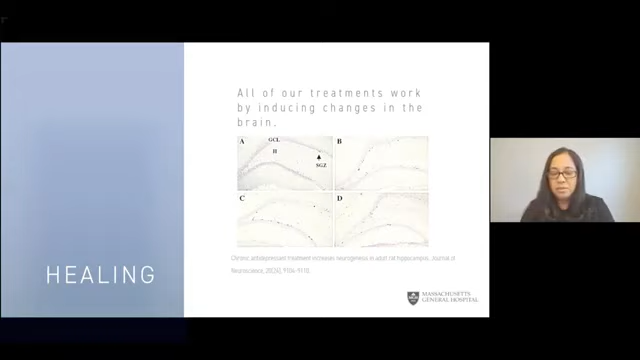 All of our treatments work
by inducing changes in the
brain.
A
GCL
H
SGZ
B
C
D
Chronic antidepressant treatment increases neurogenesis in adult rat hippocampus. Journal of
Neuroscience, 20(24), 9104-9110.
HEALING
MASSACHUSETTS
GENERAL HOSPITAL